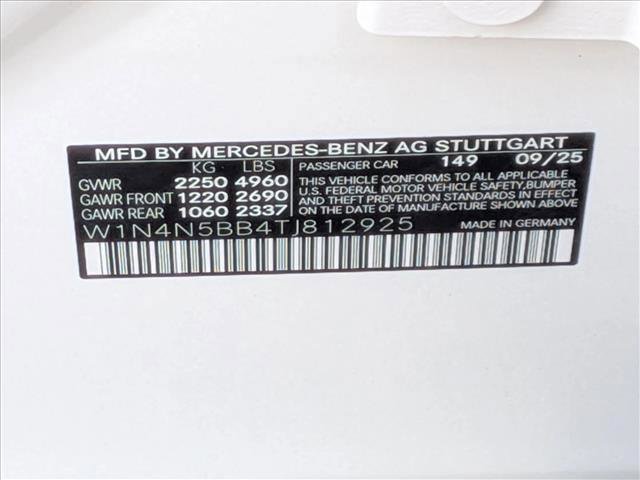 MFD BY MERCEDES-BENZ AG STUTTGART
KG LBS PASSENGER CAR 149 09/25
GVWR 2250 4960 THIS VEHICLE CONFORMS TO ALL APPLICABLE
GAWR FRONT 1220 2690 U.S. FEDERAL MOTOR VEHICLE SAFETY, BUMPER
GAWR REAR 1060 2337 AND THEFT PREVENTION STANDARDS IN EFFECT
ON THE DATE OF MANUFACTURE SHOWN ABOVE.
W1N4N5BB4TJ812925 MADE IN GERMANY